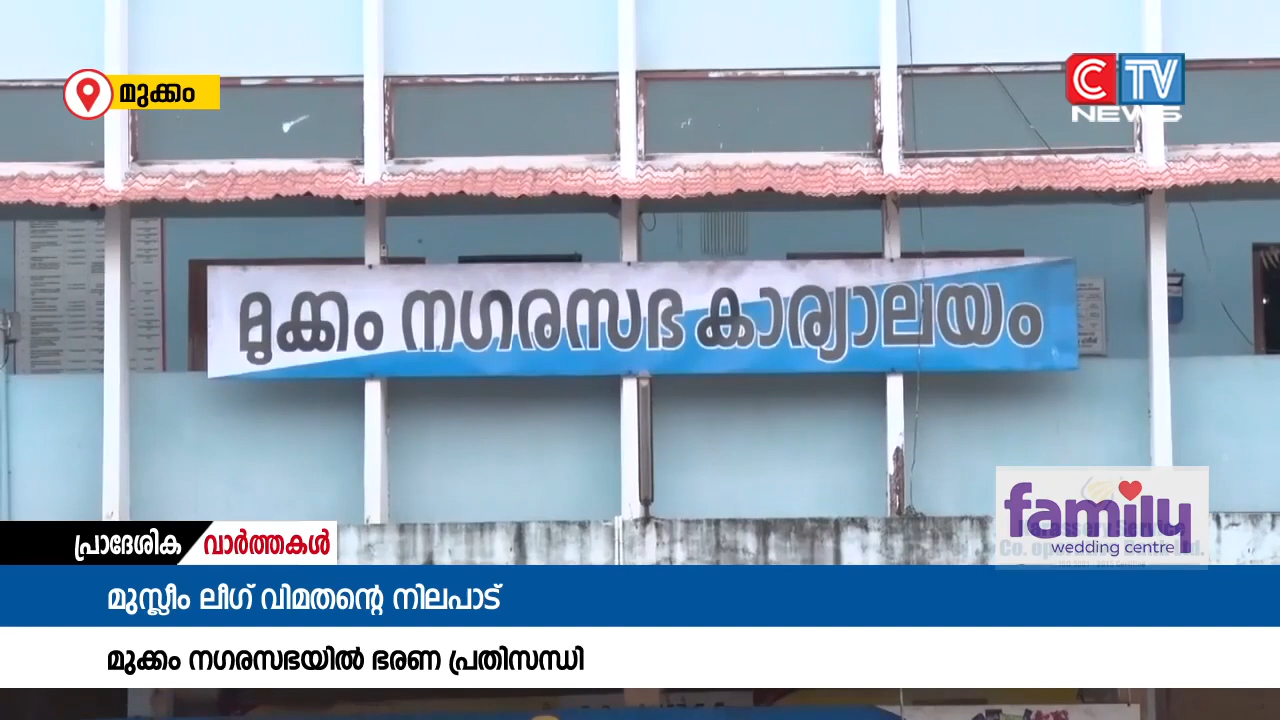 മുക്കം
CTV
NEWS
മുക്കം നഗരസഭ കാര്യാലയം
family
wedding centre
പ്രാദേശിക വാർത്തകൾ
മുസ്ലീം ലീഗ് വിമതന്റെ നിലപാട്
മുക്കം നഗരസഭയിൽ ഭരണ പ്രതിസന്ധി